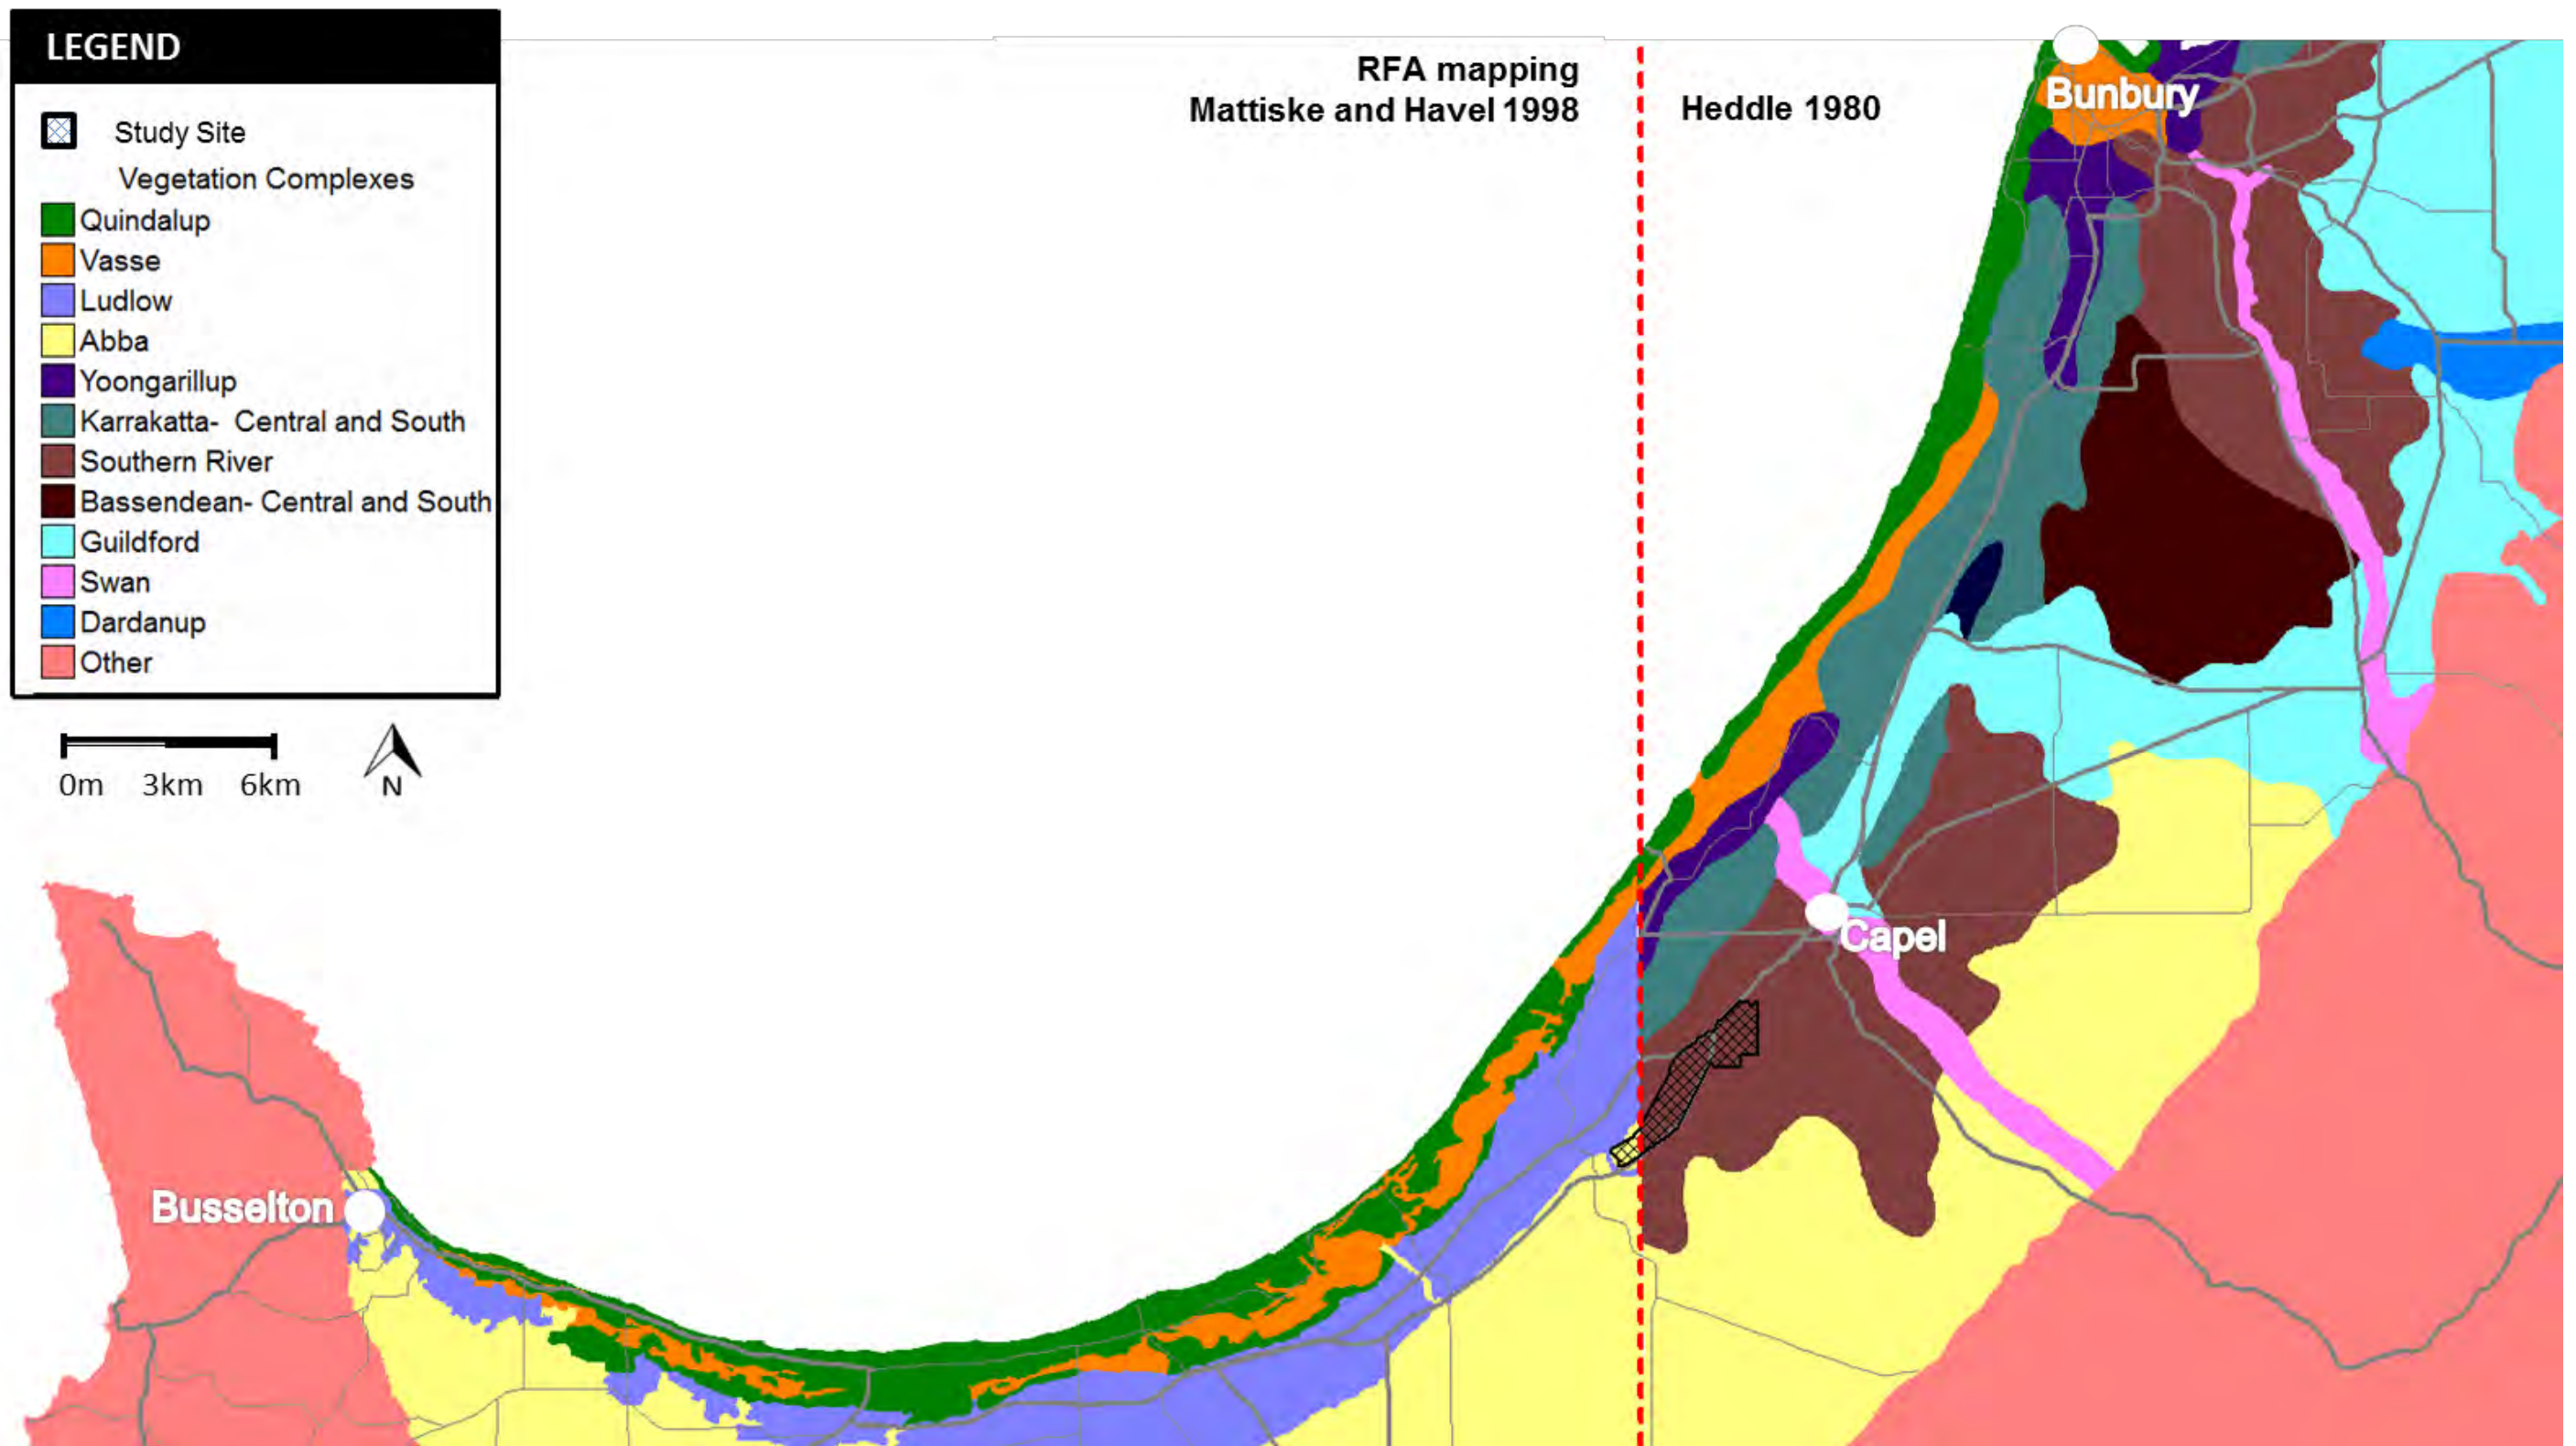 LEGEND
Study Site
Vegetation Complexes
Quindalup
Vasse
Ludlow
Abba
Yoongarillup
Karrakatta- Central and South
Southern River
Bassendean- Central and South
Guildford
Swan
Dardanup
Other
0m 3km 6km
N
RFA mapping
Mattiske and Havel 1998
Heddle 1980
Bunbury
Capel
Busselton